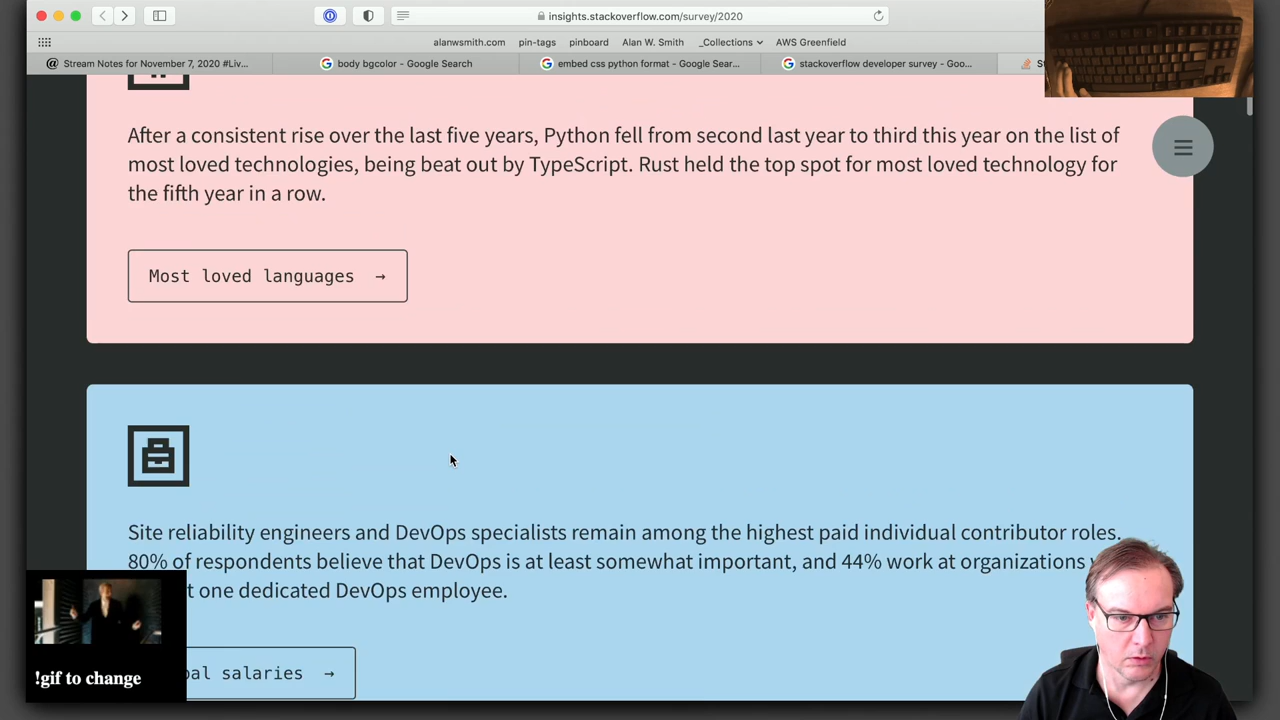 insights.stackoverflow.com/survey/2020
alanwsmith.com pin-tags pinboard Alan W. Smith _Collections AWS Greenfield
Stream Notes for November 7, 2020 #Liv... body bgcolor - Google Search embed css python format - Google Sear... stackoverflow developer survey - Goo... St
After a consistent rise over the last five years, Python fell from second last year to third this year on the list of
most loved technologies, being beat out by TypeScript. Rust held the top spot for most loved technology for
the fifth year in a row.
Most loved languages →
Site reliability engineers and DevOps specialists remain among the highest paid individual contributor roles.
80% of respondents believe that DevOps is at least somewhat important, and 44% work at organizations
one dedicated DevOps employee.
salaries →
!gif to change